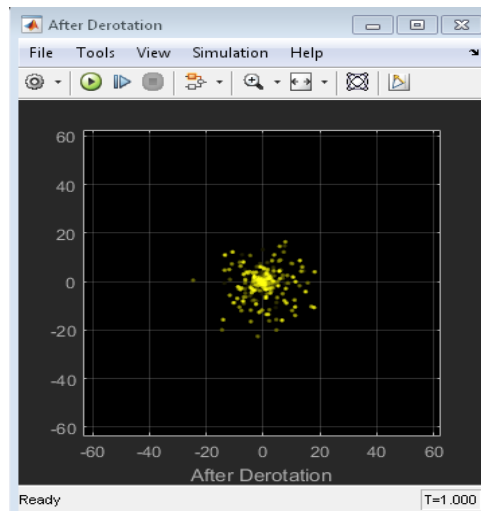 After Derotation
File Tools View Simulation Help
60
40
20
0
-20
-40
-60
-60 -40 -20 0 20 40 60
After Derotation
Ready T=1.000